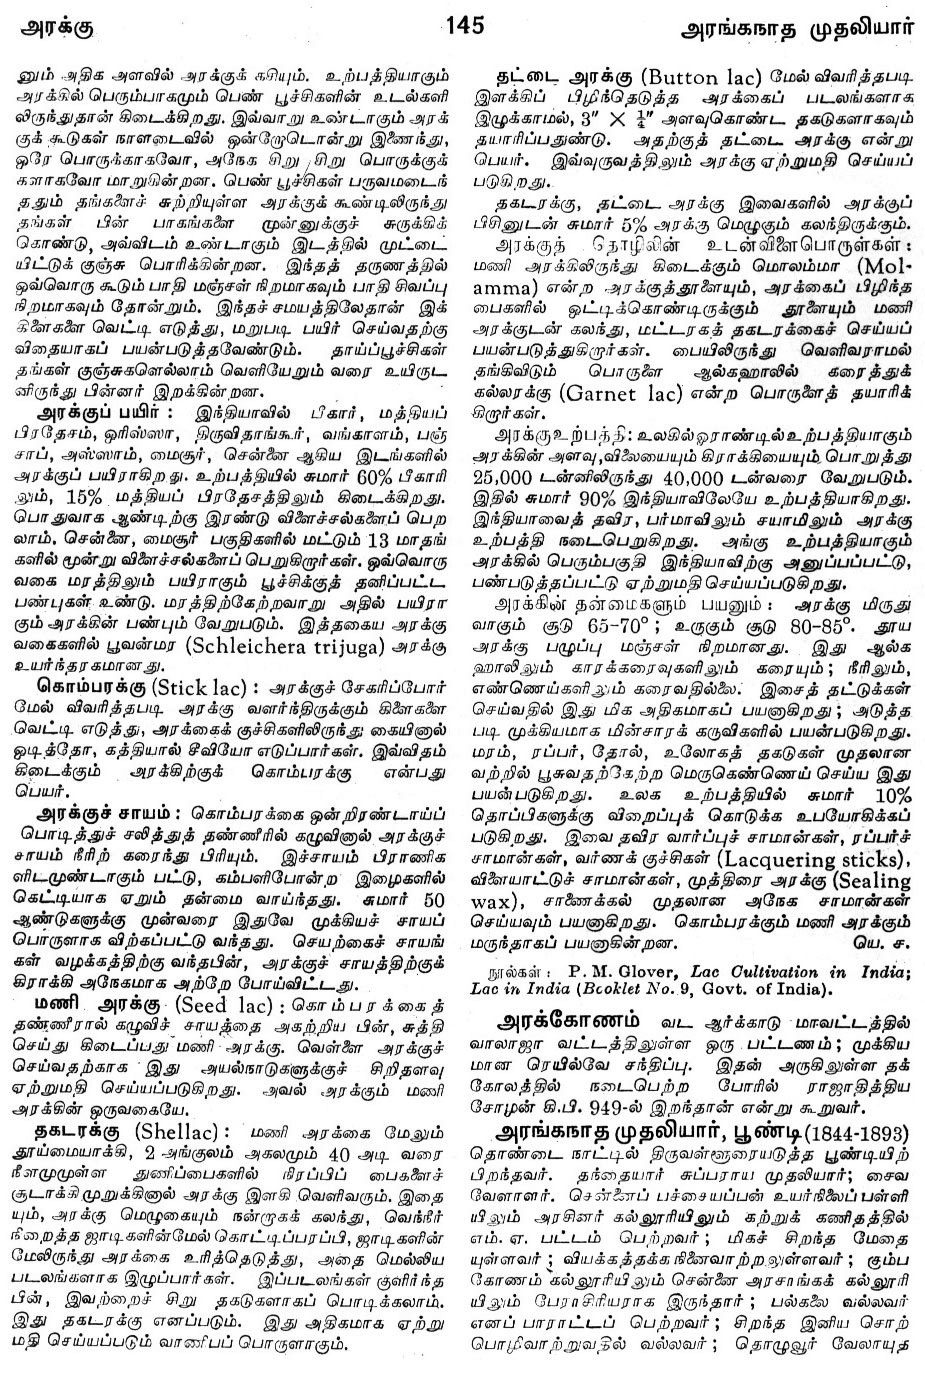 அரக்கு
145
அரங்கநாத முதலியார்
னும் அதிக அளவில் அரக்குக் கசியும். உற்பத்தியாகும்
அரக்கில் பெரும்பாகமும் பெண் பூச்சிகளின் உடல்களி
லிருந்துதான் கிடைக்கிறது. இவ்வாறு உண்டாகும் அரக்
குக் கூடுகள் நாளடைவில் ஒன்றோடொன்று இணைந்து,
ஒரே பொருக்காகவோ, அநேக சிறு சிறு பொருக்குக்
களாகவோ மாறுகின்றன. பெண் பூச்சிகள் பருவமடைந்
ததும் தங்களைச் சுற்றியுள்ள அரக்குக் கூண்டிலிருந்து
தங்கள் பின் பாகங்களை முன்னுக்குச் சுருக்கிக்
கொண்டு, அவ்விடம் உண்டாகும் இடத்தில் முட்டை
யிட்டுக் குஞ்சு பொரிக்கின்றன. இந்தத் தருணத்தில்
ஒவ்வொரு கூடும் பாதி மஞ்சள் நிறமாகவும் பாதி சிவப்பு
நிறமாகவும் தோன்றும். இந்தச் சமயத்திலேதான் இக்
கிளைகளை வெட்டி எடுத்து, மறுபடி பயிர் செய்வதற்கு
விதையாகப் பயன்படுத்தவேண்டும். தாய்ப்பூச்சிகள்
தங்கள் குஞ்சுகளெல்லாம் வெளியேறும் வரை உயிருட
னிருந்து பின்னர் இறக்கின்றன.
அரக்குப் பயிர் : இந்தியாவில் பீகார், மத்தியப்
பிரதேசம், ஒரிஸ்ஸா, திருவிதாங்கூர், வங்காளம், பஞ்
சாப், அஸ்ஸாம், மைசூர், சென்னை ஆகிய இடங்களில்
அரக்குப் பயிராகிறது. உற்பத்தியில் சுமார் 60% பீகாரி
லும், 15% மத்தியப் பிரதேசத்திலும் கிடைக்கிறது.
பொதுவாக ஆண்டிற்கு இரண்டு விளைச்சல்களைப் பெற
லாம். சென்னை, மைசூர் பகுதிகளில் மட்டும் 13 மாதங்
களில் மூன்று விளைச்சல்களைப் பெறுகிறார்கள். ஒவ்வொரு
வகை மரத்திலும் பயிராகும் பூச்சிக்குத் தனிப்பட்ட
பண்புகள் உண்டு. மரத்திற்கேற்றவாறு அதில் பயிரா
கும் அரக்கின் பண்பும் வேறுபடும். இத்தகைய அரக்கு
வகைகளில் பூவன்மர (Schleichera trijuga) அரக்கு
உயர்ந்தரகமானது.
கொம்பரக்கு (Stick lac) : அரக்குச் சேகரிப்போர்
மேல் விவரித்தபடி அரக்கு வளர்ந்திருக்கும் கிளைகளை
வெட்டி எடுத்து, அரக்கைக் குச்சிகளிலிருந்து கையினால்
ஒடித்தோ, கத்தியால் சீவியோ எடுப்பார்கள். இவ்விதம்
கிடைக்கும் அரக்கிற்குக் கொம்பரக்கு என்பது
பெயர்.
அரக்குச் சாயம் : கொம்பரக்கை ஒன்றிரண்டாய்ப்
பொடித்துச் சலித்துத் தண்ணீரில் கழுவினால் அரக்குச்
சாயம் நீரிற் கரைந்து பிரியும். இச்சாயம் பிராணிக
ளிடமுண்டாகும் பட்டு, கம்பளிபோன்ற இழைகளில்
கெட்டியாக ஏறும் தன்மை வாய்ந்தது. சுமார் 50
ஆண்டுகளுக்கு முன்வரை இதுவே முக்கியச் சாயப்
பொருளாக விற்கப்பட்டு வந்தது. செயற்கைச் சாயங்
கள் வழக்கத்திற்கு வந்தபின், அரக்குச் சாயத்திற்குக்
கிராக்கி அநேகமாக அற்றே போய்விட்டது.
மணி அரக்கு (Seed lac) : கொம்பரக்கைத்
தண்ணீரால் கழுவிச் சாயத்தை அகற்றிய பின், சுத்தி
செய்து கிடைப்பது மணி அரக்கு. வெள்ளை அரக்குச்
செய்வதற்காக இது அயல்நாடுகளுக்குச் சிறிதளவு
ஏற்றுமதி செய்யப்படுகிறது. அவல் அரக்கும் மணி
அரக்கின் ஒருவகையே.
தகடரக்கு (Shellac) : மணி அரக்கை மேலும்
தூய்மையாக்கி, 2 அங்குலம் அகலமும் 40 அடி வரை
நீளமுமுள்ள துணிப்பைகளில் நிரப்பிப் பைகளைச்
சூடாக்கிமுறுக்கினால் அரக்கு இளகி வெளிவரும். இதை
யும், அரக்கு மெழுகையும் நன்றாகக் கலந்து, வெந்நீர்
நிறைத்த ஜாடிகளின்மேல் கொட்டிப்பரப்பி, ஜாடிகளின்
மேலிருந்து அரக்கை உரித்தெடுத்து, அதை மெல்லிய
படலங்களாக இழுப்பார்கள். இப்படலங்கள் குளிர்ந்த
பின், இவற்றைச் சிறு தகடுகளாகப் பொடிக்கலாம்.
இது தகடரக்கு எனப்படும். இது அதிகமாக ஏற்று
மதி செய்யப்படும் வாணிபப் பொருளாகும்.
தட்டை அரக்கு (Button lac) மேல் விவரித்தபடி
இளக்கிப் பிழிந்தெடுத்த அரக்கைப் படலங்களாக
இழுக்காமல், 3″ × ¼″ அளவுகொண்ட தகடுகளாகவும்
தயாரிப்பதுண்டு. அதற்குத் தட்டை அரக்கு என்று
பெயர். இவ்வுருவத்திலும் அரக்கு ஏற்றுமதி செய்யப்
படுகிறது.
தகடரக்கு, தட்டை அரக்கு இவைகளில் அரக்குப்
பிசினுடன் சுமார் 5% அரக்கு மெழுகும் கலந்திருக்கும்.
அரக்குத் தொழிலின் உடன்விளைபொருள்கள் :
மணி அரக்கிலிருந்து கிடைக்கும் மொலம்மா (Mol-
amma) என்ற அரக்குத்தூளையும், அரக்கைப் பிழிந்த
பைகளில் ஒட்டிக்கொண்டிருக்கும் தூளையும் மணி
அரக்குடன் கலந்து, மட்டரகத் தகடரக்கைச் செய்யப்
பயன்படுத்துகிறார்கள். பையிலிருந்து வெளிவராமல்
தங்கிவிடும் பொருளை ஆல்கஹாலில் கரைத்துக்
கல்லரக்கு (Garnet lac) என்ற பொருளைத் தயாரிக்
கிறார்கள்.
அரக்கு உற்பத்தி : உலகில் ஓராண்டில் உற்பத்தியாகும்
அரக்கின் அளவு, விலையையும் கிராக்கியையும் பொறுத்து
25,000 டன்னிலிருந்து 40,000 டன்வரை வேறுபடும்.
இதில் சுமார் 90% இந்தியாவிலேயே உற்பத்தியாகிறது.
இந்தியாவைத் தவிர, பர்மாவிலும் சயாமிலும் அரக்கு
உற்பத்தி நடைபெறுகிறது. அங்கு உற்பத்தியாகும்
அரக்கில் பெரும்பகுதி இந்தியாவிற்கு அனுப்பப்பட்டு,
பண்படுத்தப்பட்டு ஏற்றுமதி செய்யப்படுகிறது.
அரக்கின் தன்மைகளும் பயனும் : அரக்கு மிருது
வாகும் சூடு 65-70° ; உருகும் சூடு 80-85°. தூய
அரக்கு பழுப்பு மஞ்சள் நிறமானது. இது ஆல்க
ஹாலிலும் காரக்கரைவுகளிலும் கரையும் ; நீரிலும்,
எண்ணெய்களிலும் கரைவதில்லை. இசைத் தட்டுக்கள்
செய்வதில் இது மிக அதிகமாகப் பயனாகிறது ; அடுத்த
படி முக்கியமாக மின்சாரக் கருவிகளில் பயன்படுகிறது.
மரம், ரப்பர், தோல், உலோகத் தகடுகள் முதலான
வற்றில் பூசுவதற்கேற்ற மெருகெண்ணெய் செய்ய இது
பயன்படுகிறது. உலக உற்பத்தியில் சுமார் 10%
தொப்பிகளுக்கு விறைப்புக் கொடுக்க உபயோகிக்கப்
படுகிறது. இவை தவிர வார்ப்புச் சாமான்கள், ரப்பர்ச்
சாமான்கள், வர்ணக் குச்சிகள் (Lacquering sticks),
விளையாட்டுச் சாமான்கள், முத்திரை அரக்கு (Sealing
wax), சாணைக்கல் முதலான அநேக சாமான்கள்
செய்யவும் பயனாகிறது. கொம்பரக்கும் மணி அரக்கும்
மருந்தாகப் பயனாகின்றன. யெ. ச.
நூல்கள் : P. M. Glover, Lac Cultivation in India;
Lac in India (Booklet No. 9, Govt. of India).
அரக்கோணம் வட ஆர்க்காடு மாவட்டத்தில்
வாலாஜா வட்டத்திலுள்ள ஒரு பட்டணம் ; முக்கிய
மான ரெயில்வே சந்திப்பு. இதன் அருகிலுள்ள தக்
கோலத்தில் நடைபெற்ற போரில் ராஜாதித்திய
சோழன் கி.பி. 949-ல் இறந்தான் என்று கூறுவர்.
அரங்கநாத முதலியார், பூண்டி (1844-1893)
தொண்டை நாட்டில் திருவள்ளூரையடுத்த பூண்டியிற்
பிறந்தவர். தந்தையார் சுப்பராய முதலியார்; சைவ
வேளாளர். சென்னைப் பச்சையப்பன் உயர்நிலைப் பள்ளி
யிலும் அரசினர் கல்லூரியிலும் கற்றுக் கணிதத்தில்
எம். ஏ. பட்டம் பெற்றவர் ; மிகச் சிறந்த மேதை
யுள்ளவர் ; வியக்கத்தக்க நினைவாற்றலுள்ளவர் ; கும்ப
கோணம் கல்லூரியிலும் சென்னை அரசாங்கக் கல்லூரி
யிலும் பேராசிரியராக இருந்தார் ; பல்கலை வல்லவர்
எனப் பாராட்டப் பெற்றவர் ; சிறந்த இனிய சொற்
பொழிவாற்றுவதில் வல்லவர் ; தொழுவூர் வேலாயுத